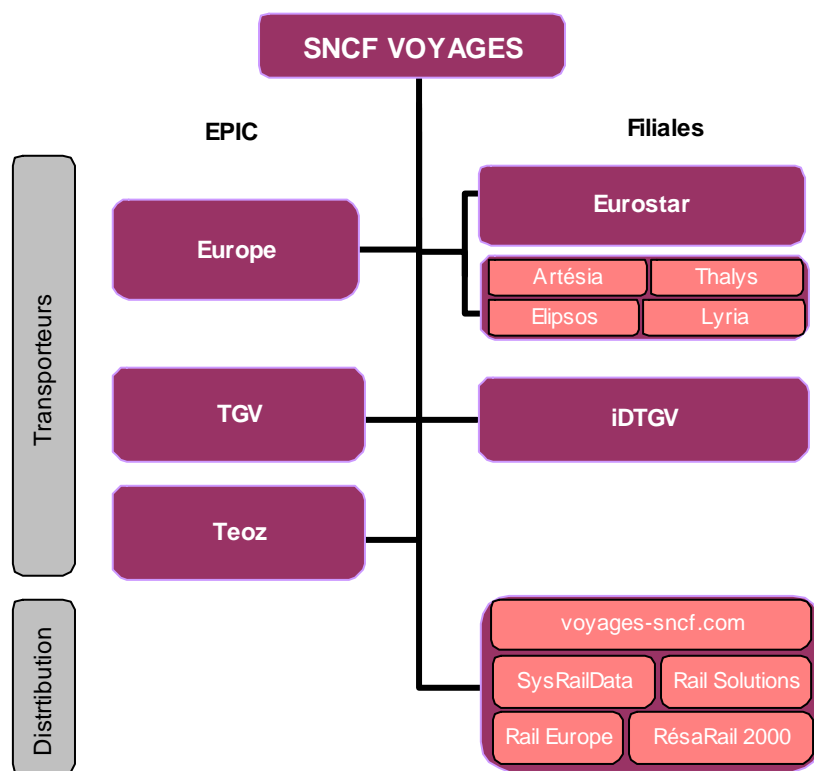 SNCF VOYAGES
EPIC
Filiales
Transporteurs
Europe
Eurostar
Artésia
Thalys
Elipsos
Lyria
TGV
iDTGV
Teoz
Distrtibution
voyages-sncf.com
SysRailData
Rail Solutions
Rail Europe
RésaRail 2000